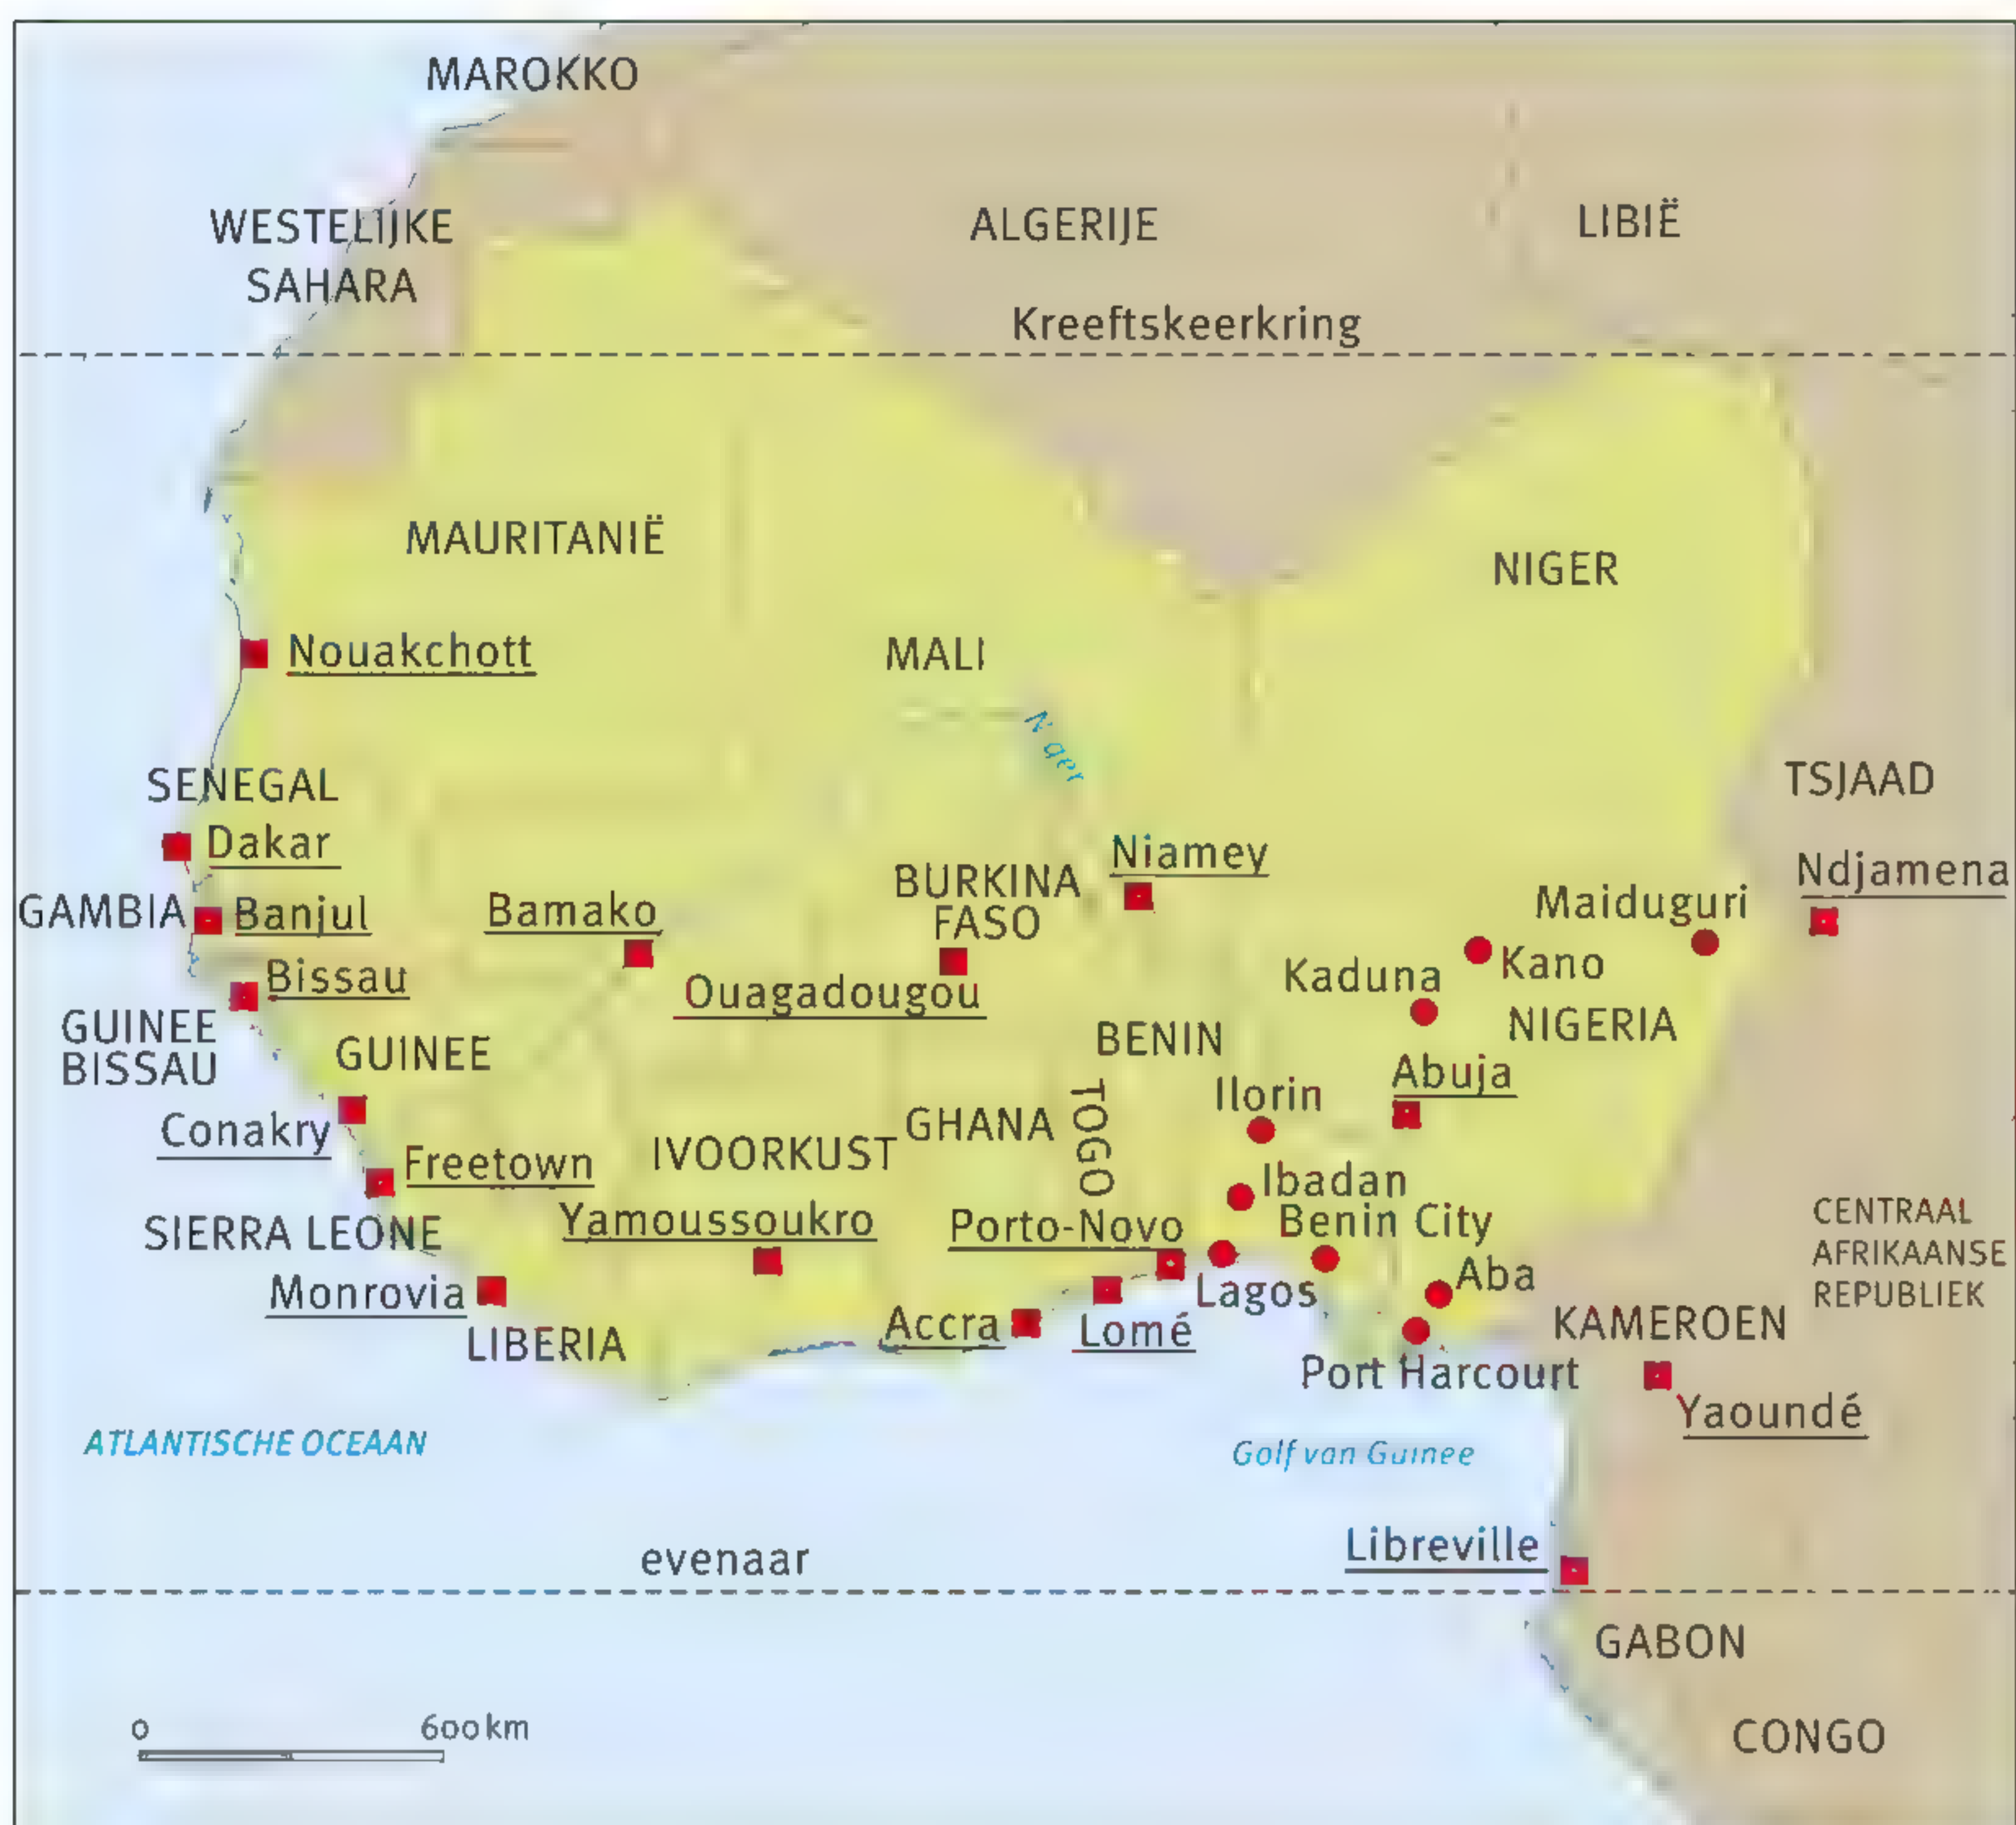 MAROKKO
WESTELIJKE
SAHARA
ALGERIJE
LIBIË
Kreeftskeerkring
MAURITANIË
NIGER
Nouakchott
MALI
SENEGAL
TSJAAD
Dakar
BURKINA
FASO
Niamey
Ndjamena
GAMBIA
Banjul
Bamako
Maiduguri
Kano
Bissau
Ouagadougou
Kaduna
GUINEE
BISSAU
GUINEE
BENIN
NIGERIA
Abuja
Conakry
Ilorin
GHANA
TOGO
Freetown
IVOORKUST
Ibadan
SIERRA LEONE
Yamoussoukro
Porto-Novo
Benin City
CENTRAAL
AFRIKAANSE
REPUBLIEK
Monrovia
Lagos
Aba
LIBERIA
Accra
Lomé
KAMEROEN
Port Harcourt
Yaoundé
ATLANTISCHE OCEAAN
Golf van Guinee
evenaar
Libreville
GABON
CONGO
0 600 km